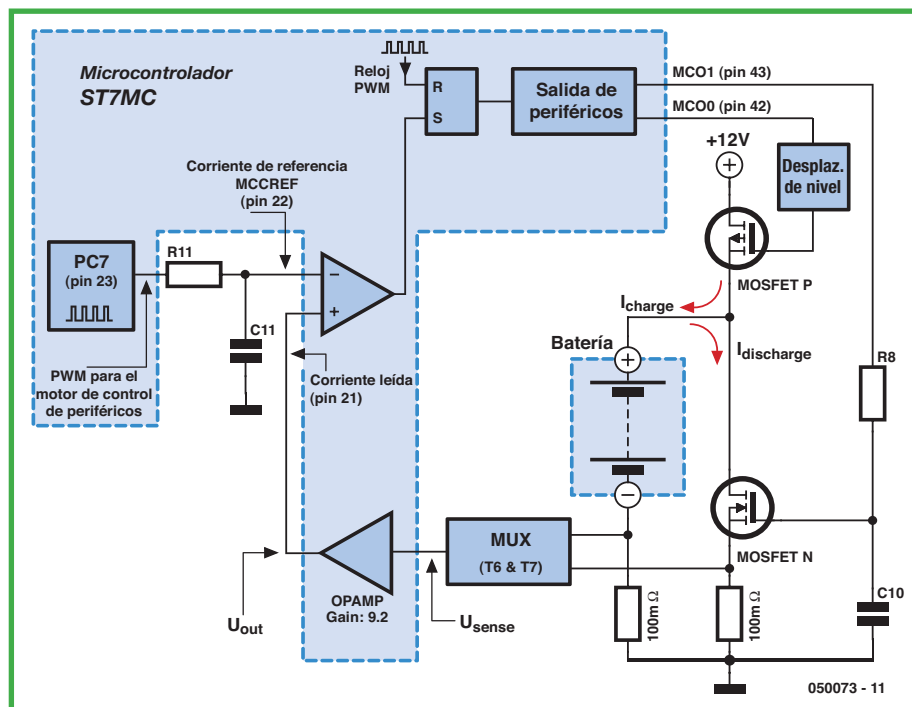 Microcontrolador
ST7MC
Reloj
PWM
R
S
Salida de
periféricos
MCO1 (pin 43)
MCO0 (pin 42)
+12V
Desplaz.
de nivel
Corriente de referencia
MCCREF
(pin 22)
PC7
(pin 23)
R11
C11
PWM para el
motor de control
de periféricos
Corriente leída
(pin 21)
MOSFET P
Icharge
Idischarge
Batería
R8
MUX
(T6 & T7)
MOSFET N
OPAMP
Gain: 9.2
Uout
Usense
100m Ω
100m Ω
C10
050073 - 11